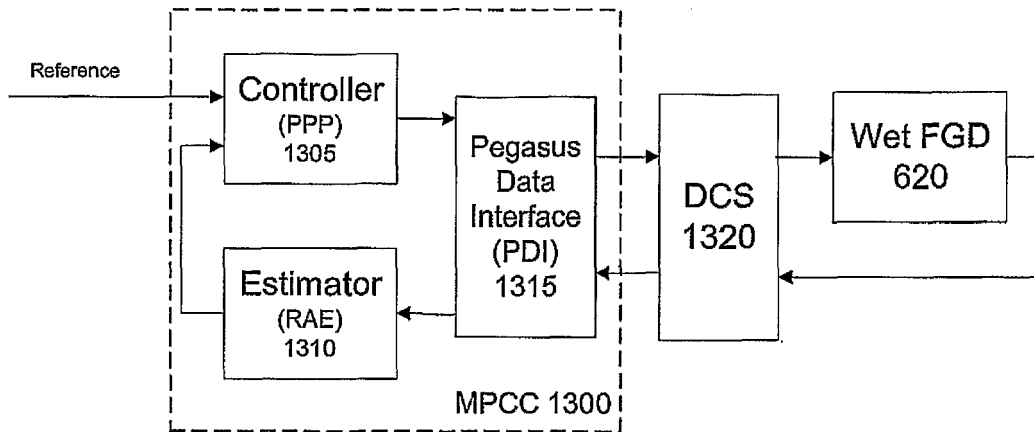 Reference
Controller
(PPP)
1305
Pegasus
Data
Interface
(PDI)
1315
Estimator
(RAE)
1310
MPCC 1300
DCS
1320
Wet FGD
620